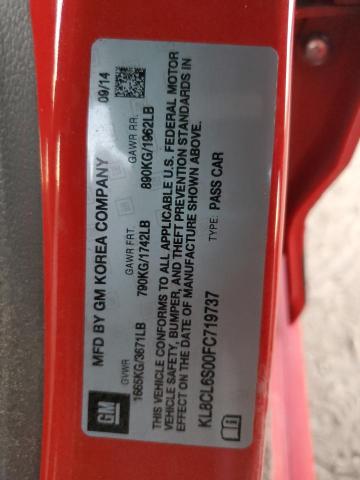 MFD BY GM KOREA COMPANY 09/14
GVWR GAWR FRT. GAWR RR.
1665KG/3671LB 790KG/1742LB 890KG/1962LB
THIS VEHICLE CONFORMS TO ALL APPLICABLE U.S. FEDERAL MOTOR
VEHICLE SAFETY, BUMPER, AND THEFT PREVENTION STANDARDS IN
EFFECT ON THE DATE OF MANUFACTURE SHOWN ABOVE.
KL8CL6S00FC719737 TYPE: PASS CAR
GM